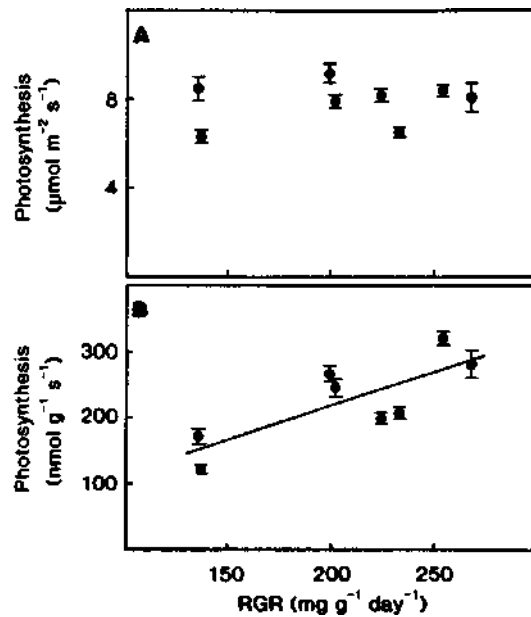 A
Photosynthesis
(μmol m⁻² s⁻¹)
8
4
B
Photosynthesis
(nmol g⁻¹ s⁻¹)
300
200
100
150
200
250
RGR (mg g⁻¹ day⁻¹)